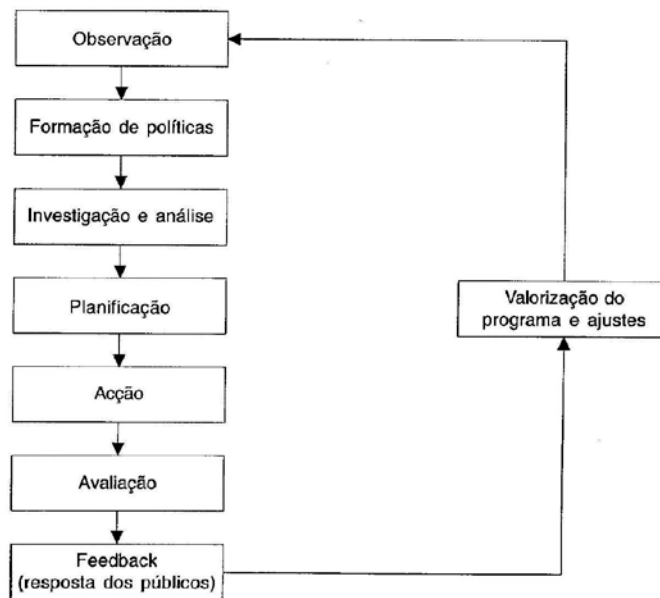 Observação
Formação de políticas
Investigação e análise
Planificação
Acção
Avaliação
Feedback
(resposta dos públicos)
Valorização do
programa e ajustes